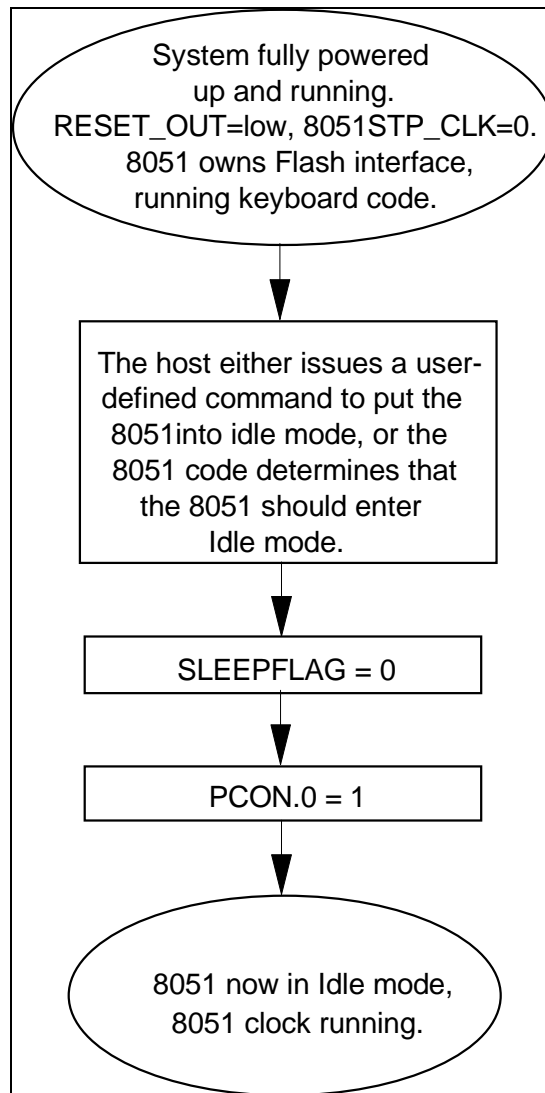 System fully powered
up and running.
RESET_OUT=low, 8051STP_CLK=0.
8051 owns Flash interface,
running keyboard code.
The host either issues a user-
defined command to put the
8051into idle mode, or the
8051 code determines that
the 8051 should enter
Idle mode.
SLEEPFLAG = 0
PCON.0 = 1
8051 now in Idle mode,
8051 clock running.